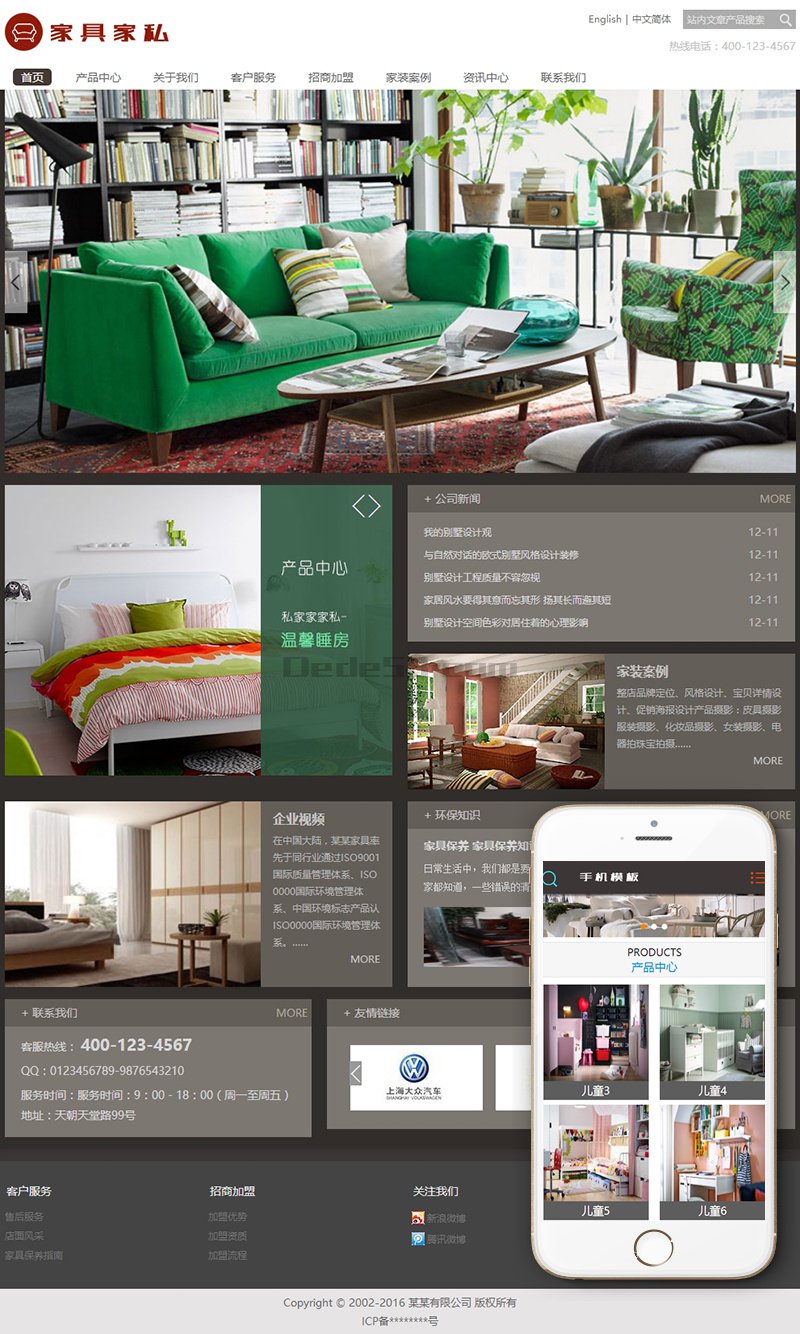 家具家私
English | 中文简体
站内文章产品搜索
热线电话：400-123-4567
首页 产品中心 关于我们 客户服务 招商加盟 家装案例 资讯中心 联系我们
产品中心
私家家家私-
温馨睡房
+ 公司新闻 MORE
我的别墅设计观 12-11
与自然对话的欧式别墅风格设计装修 12-11
别墅设计工程质量不容忽视 12-11
家居风水要得其意而忘其形 扬其长而避其短 12-11
别墅设计空间色彩对居住着的心理影响 12-11
家装案例
整店品牌定位、风格设计、宝贝详情设
计、促销海报设计产品摄影：皮具摄影
服装摄影、化妆品摄影、女装摄影、电
器拍珠宝拍摄......
MORE
企业视频
在中国大陆，某某家具率
先于同行业通过ISO9001
国际质量管理体系、ISO
0000国际环境管理体
系、中国环境标志产品认
ISO0000国际环境管理体
系。......
MORE
+ 环保知识 MORE
家具保养 家具保养知
日常生活中，我们都是要
家都知道，一些错误的清
+ 联系我们 MORE
客服热线： 400-123-4567
QQ：0123456789-9876543210
服务时间：服务时间：9：00 - 18：00（周一至周五）
地址：天朝天堂路99号
+ 友情链接
上海大众汽车
SHANGHAI VOLKSWAGEN
手机模板
PRODUCTS
产品中心
儿童3 儿童4
儿童5 儿童6
客户服务
售后服务
店面风采
家具保养指南
招商加盟
加盟优势
加盟资质
加盟流程
关注我们
新浪微博
腾讯微博
Copyright © 2002-2016 某某有限公司 版权所有
ICP备********号